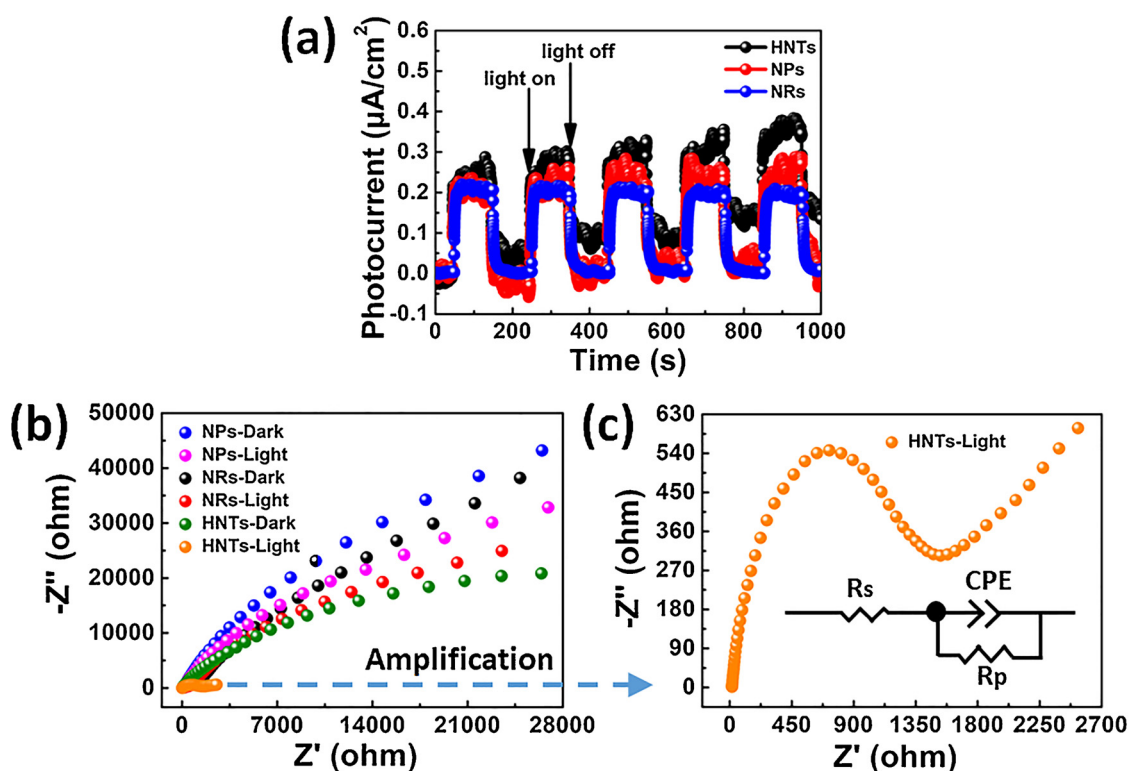 (a)
Photocurrent (μA/cm²)
0.6
0.5
0.4
0.3
0.2
0.1
0.0
-0.1
light on
light off
HNTs
NPs
NRs
0 200 400 600 800 1000
Time (s)
(b)
-Z'' (ohm)
50000
40000
30000
20000
10000
0
NPs-Dark
NPs-Light
NRs-Dark
NRs-Light
HNTs-Dark
HNTs-Light
Amplification
0 7000 14000 21000 28000
Z' (ohm)
(c)
-Z'' (ohm)
630
540
450
360
270
180
90
0
HNTs-Light
Rs
CPE
Rp
0 450 900 1350 1800 2250 2700
Z' (ohm)